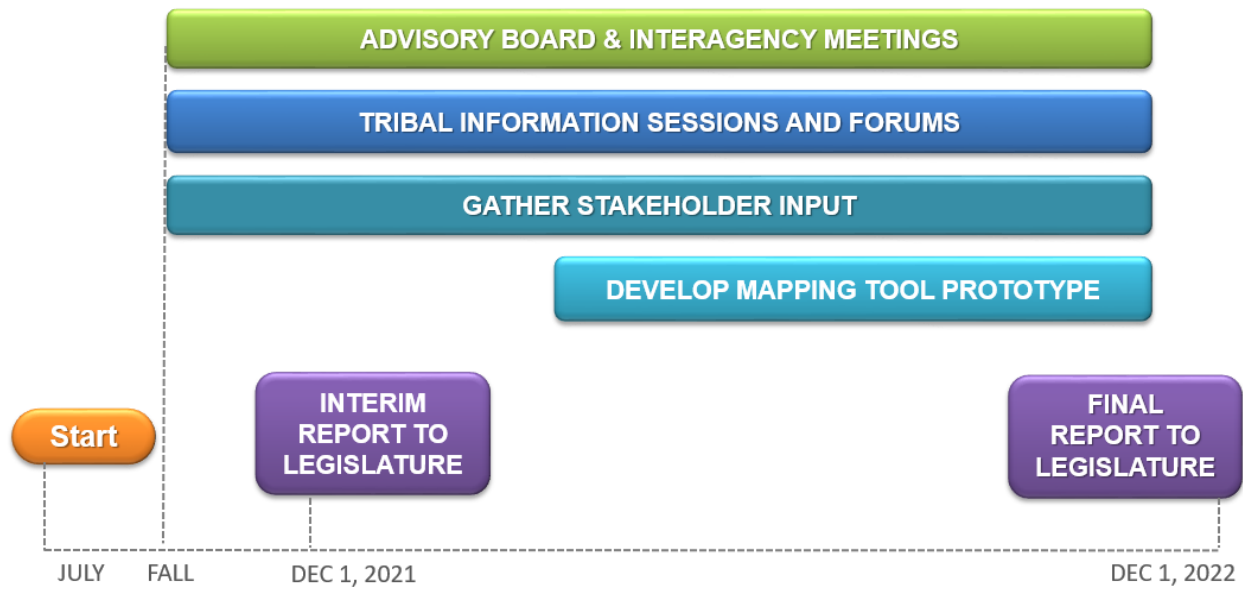 ADVISORY BOARD & INTERAGENCY MEETINGS
TRIBAL INFORMATION SESSIONS AND FORUMS
GATHER STAKEHOLDER INPUT
DEVELOP MAPPING TOOL PROTOTYPE
Start
INTERIM
REPORT TO
LEGISLATURE
FINAL
REPORT TO
LEGISLATURE
JULY
FALL
DEC 1, 2021
DEC 1, 2022